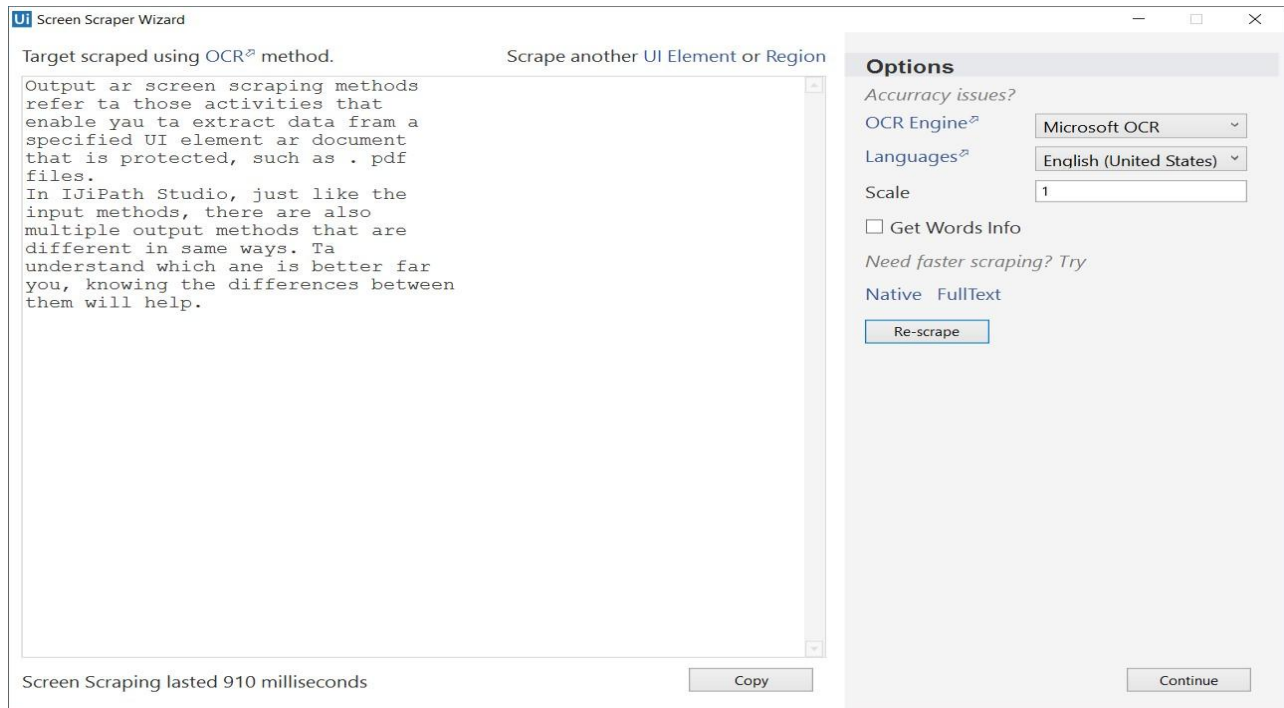 Ui Screen Scraper Wizard
Target scraped using OCR method.
Scrape another UI Element or Region
Output ar screen scraping methods
refer ta those activities that
enable yau ta extract data fram a
specified UI element ar document
that is protected, such as . pdf
files.
In IJiPath Studio, just like the
input methods, there are also
multiple output methods that are
different in same ways. Ta
understand which ane is better far
you, knowing the differences between
them will help.
Screen Scraping lasted 910 milliseconds
Copy
Options
Accurracy issues?
OCR Engine Microsoft OCR
Languages English (United States)
Scale 1
Get Words Info
Need faster scraping? Try
Native FullText
Re-scrape
Continue